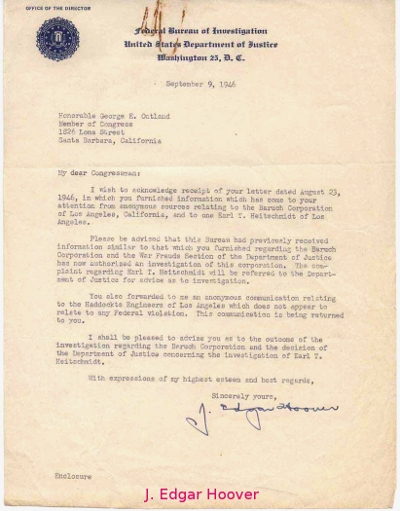 OFFICE OF THE DIRECTOR
Federal Bureau of Investigation
United States Department of Justice
Washington 25, D. C.
September 9, 1946
Honorable George E. Outland
Member of Congress
1826 Loma Street
Santa Barbara, California
My dear Congressman:
I wish to acknowledge receipt of your letter dated August 23,
1946, in which you furnished information which has come to your
attention from anonymous sources relating to the Baruch Corporation
of Los Angeles, California, and to one Earl T. Heitschmidt of Los
Angeles.
Please be advised that this Bureau had previously received
information similar to that which you furnished regarding the Baruch
Corporation and the War Frauds Section of the Department of Justice
has now authorized an investigation of this corporation. The com-
plaint regarding Earl T. Heitschmidt will be referred to the Depart-
ment of Justice for advice as to investigation.
You also forwarded to me an anonymous communication relating
to the Haddockte Engineers of Los Angeles which does not appear to
relate to any Federal violation. This communication is being returned
to you.
I shall be pleased to advise you as to the outcome of the
investigation regarding the Baruch Corporation and the decision of
the Department of Justice concerning the investigation of Earl T.
Heitschmidt.
With expressions of my highest esteem and best regards,
Sincerely yours,
J. Edgar Hoover
Enclosure
J. Edgar Hoover